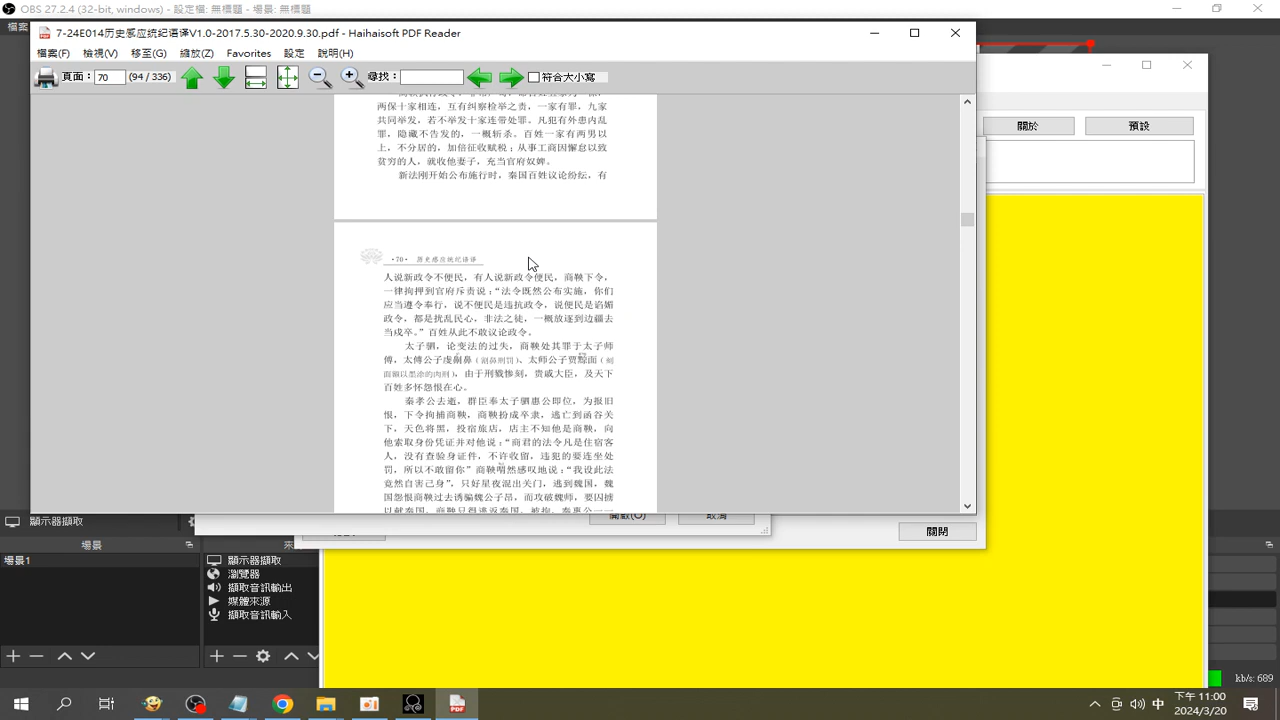 OBS 27.2.4 (32-bit, windows) - 設定檔: 無標題 - 場景: 無標題
檔案
7-24E014历史感应统纪语译V1.0-2017.5.30-2020.9.30.pdf - Haihaisoft PDF Reader
檔案(F) 檢視(V) 移至(G) 縮放(Z) Favorites 設定 說明(H)
頁面: 70 (94 / 336) 尋找: 符合大小寫
關於 預設
两保十家相连，互有纠察检举之责，一家有罪，九家
共同举发，若不举发十家连带处罪。凡犯有外患内乱
罪，隐藏不告发的，一概斩杀。百姓一家有两男以
上，不分居的，加倍征收赋税；从事工商因懈怠以致
贫穷的人，就收他妻子，充当官府奴婢。
新法刚开始公布施行时，秦国百姓议论纷纭，有
·70· 历史感应统纪语译
人说新政令不便民，有人说新政令便民，商鞅下令，
一律拘押到官府斥责说：“法令既然公布实施，你们
应当遵令奉行，说不便民是违抗政令，说便民是谄媚
政令，都是扰乱民心，非法之徒，一概放逐到边疆去
当戍卒。”百姓从此不敢议论政令。
太子驷，论变法的过失，商鞅处其罪于太子师
傅，太傅公子虔劓鼻（割鼻刑罚），太师公子贾黥面（刻
面额以墨涂的肉刑），由于刑戮惨刻，贵戚大臣，及天下
百姓多怀怨恨在心。
秦孝公去逝，群臣奉太子驷惠公即位，为报旧
恨，下令拘捕商鞅，商鞅扮成卒隶，逃亡到函谷关
下，天色将黑，投宿旅店，店主不知他是商鞅，向
他索取身份凭证并对他说：“商君的法令凡是住宿客
人，没有查验身证件，不许收留，违犯的要连坐处
罚，所以不敢留你”商鞅喟然感叹地说：“我设此法
竟然自害己身”，只好星夜混出关门，逃到魏国，魏
国怨恨商鞅过去诱骗魏公子昂，而攻破魏师，要囚掳
以献秦国，商鞅只得逃返秦国，被拘，秦惠公一一
開啟(O) 取消
關閉
顯示器擷取
場景
場景1
顯示器擷取
瀏覽器
擷取音訊輸出
媒體來源
擷取音訊輸入
kb/s: 689
中
下午 11:00
2024/3/20